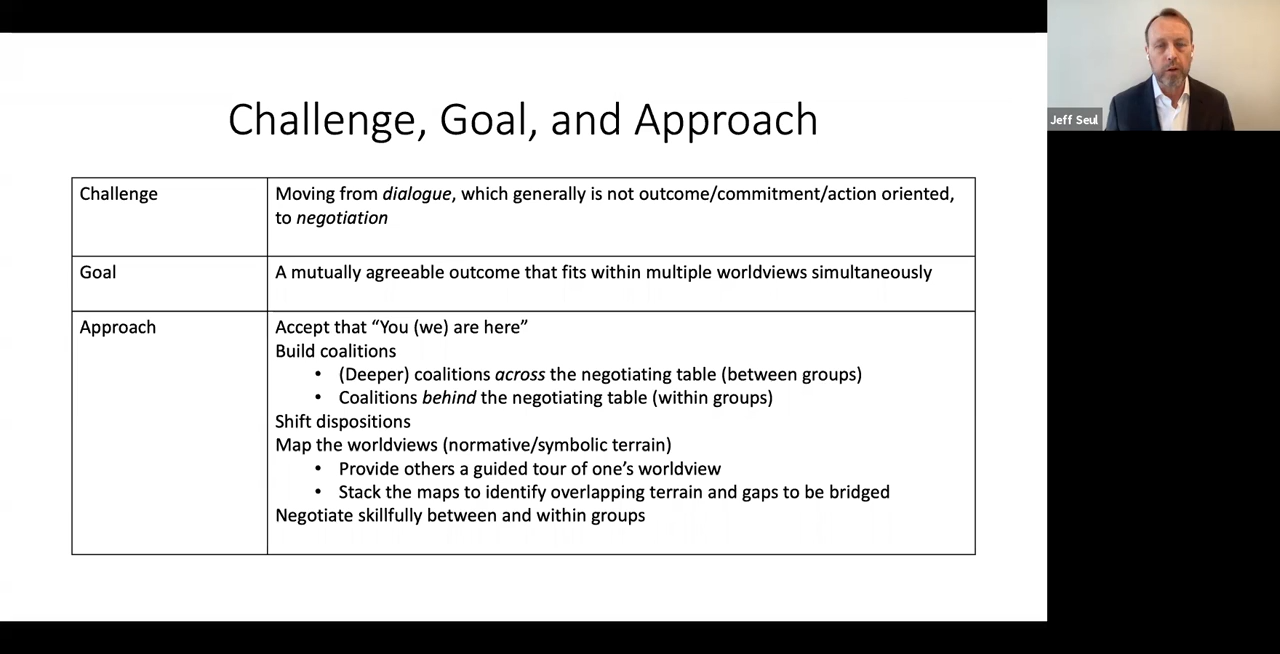 Challenge, Goal, and Approach
Challenge
Moving from dialogue, which generally is not outcome/commitment/action oriented,
to negotiation
Goal
A mutually agreeable outcome that fits within multiple worldviews simultaneously
Approach
Accept that “You (we) are here”
Build coalitions
• (Deeper) coalitions across the negotiating table (between groups)
• Coalitions behind the negotiating table (within groups)
Shift dispositions
Map the worldviews (normative/symbolic terrain)
• Provide others a guided tour of one’s worldview
• Stack the maps to identify overlapping terrain and gaps to be bridged
Negotiate skillfully between and within groups
Jeff Seul